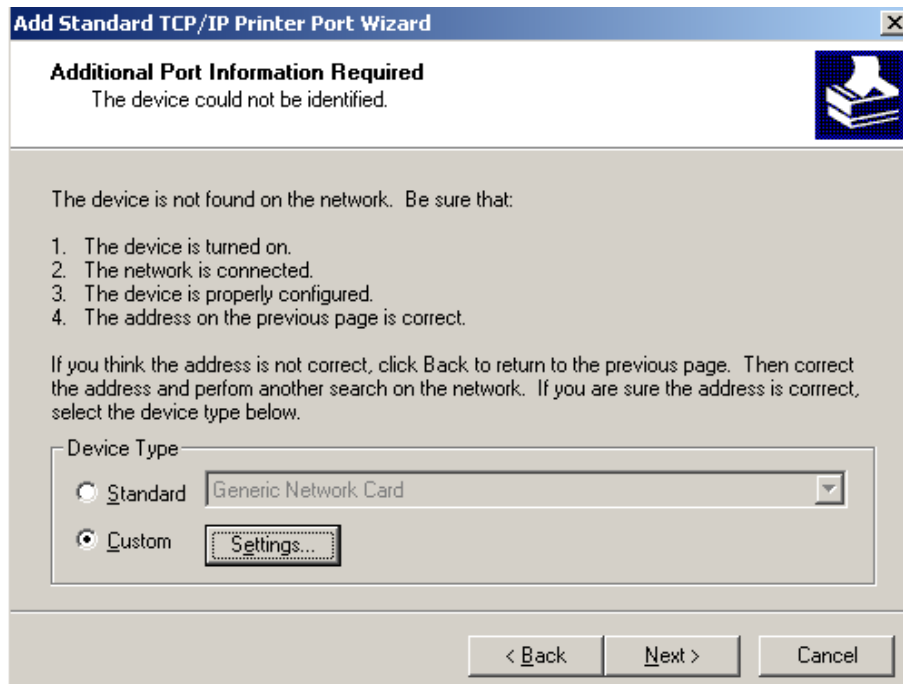 Add Standard TCP/IP Printer Port Wizard
Additional Port Information Required
The device could not be identified.
The device is not found on the network. Be sure that:
1. The device is turned on.
2. The network is connected.
3. The device is properly configured.
4. The address on the previous page is correct.
If you think the address is not correct, click Back to return to the previous page. Then correct
the address and perfom another search on the network. If you are sure the address is corrrect,
select the device type below.
Device Type
Standard Generic Network Card
Custom Settings...
< Back Next > Cancel